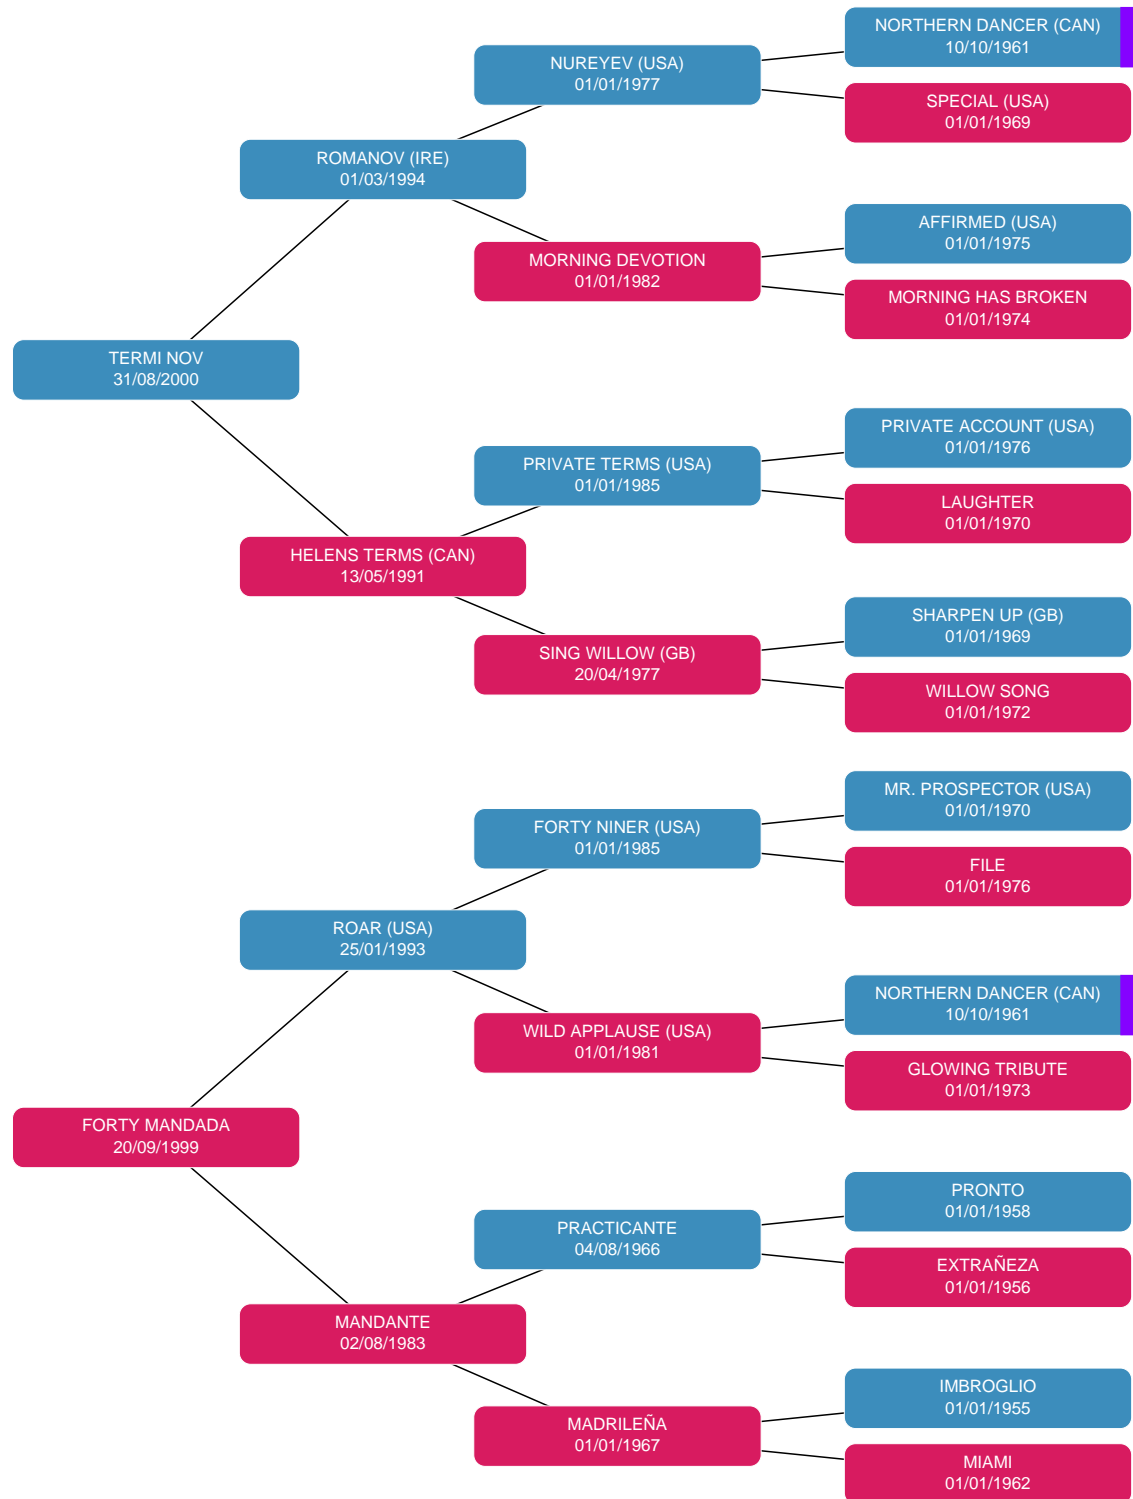 NORTHERN DANCER (CAN)
10/10/1961
NUREYEV (USA)
01/01/1977
SPECIAL (USA)
01/01/1969
ROMANOV (IRE)
01/03/1994
AFFIRMED (USA)
01/01/1975
MORNING DEVOTION
01/01/1982
MORNING HAS BROKEN
01/01/1974
TERMI NOV
31/08/2000
PRIVATE ACCOUNT (USA)
01/01/1976
PRIVATE TERMS (USA)
01/01/1985
LAUGHTER
01/01/1970
HELENS TERMS (CAN)
13/05/1991
SHARPEN UP (GB)
01/01/1969
SING WILLOW (GB)
20/04/1977
WILLOW SONG
01/01/1972
MR. PROSPECTOR (USA)
01/01/1970
FORTY NINER (USA)
01/01/1985
FILE
01/01/1976
ROAR (USA)
25/01/1993
NORTHERN DANCER (CAN)
10/10/1961
WILD APPLAUSE (USA)
01/01/1981
GLOWING TRIBUTE
01/01/1973
FORTY MANDADA
20/09/1999
PRONTO
01/01/1958
PRACTICANTE
04/08/1966
EXTRAÑEZA
01/01/1956
MANDANTE
02/08/1983
IMBROGLIO
01/01/1955
MADRILEÑA
01/01/1967
MIAMI
01/01/1962